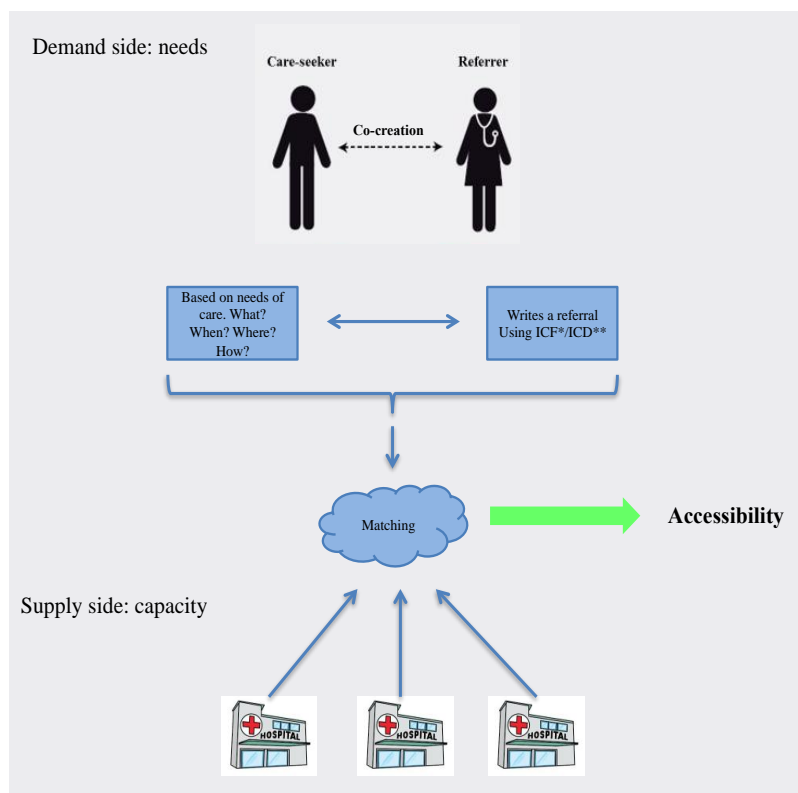 Demand side: needs
Care-seeker
Referrer
Co-creation
Based on needs of
care. What?
When? Where?
How?
Writes a referral
Using ICF*/ICD**
Matching
Accessibility
Supply side: capacity
HOSPITAL
HOSPITAL
HOSPITAL